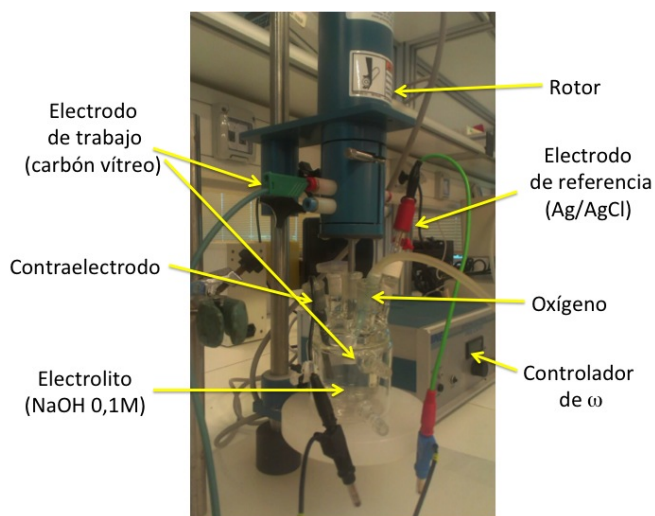 Electrodo
de trabajo
(carbón vítreo)
Contraelectrodo
Electrolito
(NaOH 0,1M)
Rotor
Electrodo
de referencia
(Ag/AgCl)
Oxígeno
Controlador
de ω